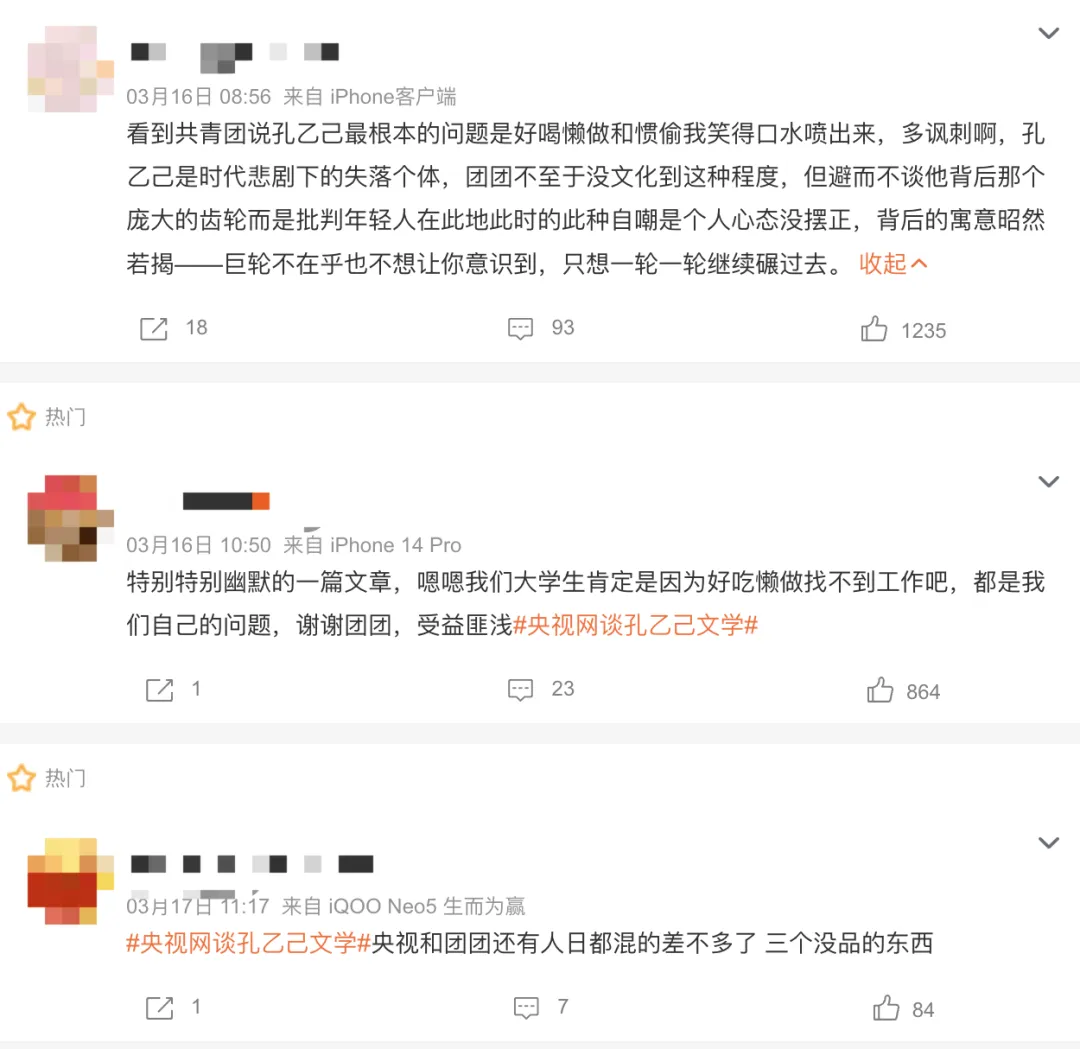 03月16日 08:56 来自 iPhone客户端
看到共青团说孔乙己最根本的问题是好喝懒做和惯偷我笑得口水喷出来，多讽刺啊，孔
乙己是时代悲剧下的失落个体，团团不至于没文化到这种程度，但避而不谈他背后那个
庞大的齿轮而是批判年轻人在此地此时的此种自嘲是个人心态没摆正，背后的寓意昭然
若揭——巨轮不在乎也不想让你意识到，只想一轮一轮继续碾过去。 收起
18 93 1235
热门
03月16日 10:50 来自 iPhone 14 Pro
特别特别幽默的一篇文章，嗯嗯我们大学生肯定是因为好吃懒做找不到工作吧，都是我
们自己的问题，谢谢团团，受益匪浅#央视网谈孔乙己文学#
1 23 864
热门
03月17日 11:17 来自 iQOO Neo5 生而为赢
#央视网谈孔乙己文学#央视和团团还有人日都混的差不多了 三个没品的东西
1 7 84